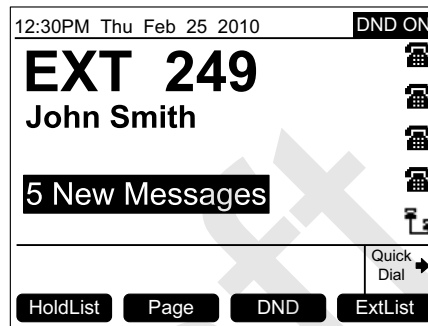 12:30PM Thu Feb 25 2010 DND ON
EXT 249
John Smith
5 New Messages
Quick
Dial
HoldList Page DND ExtList